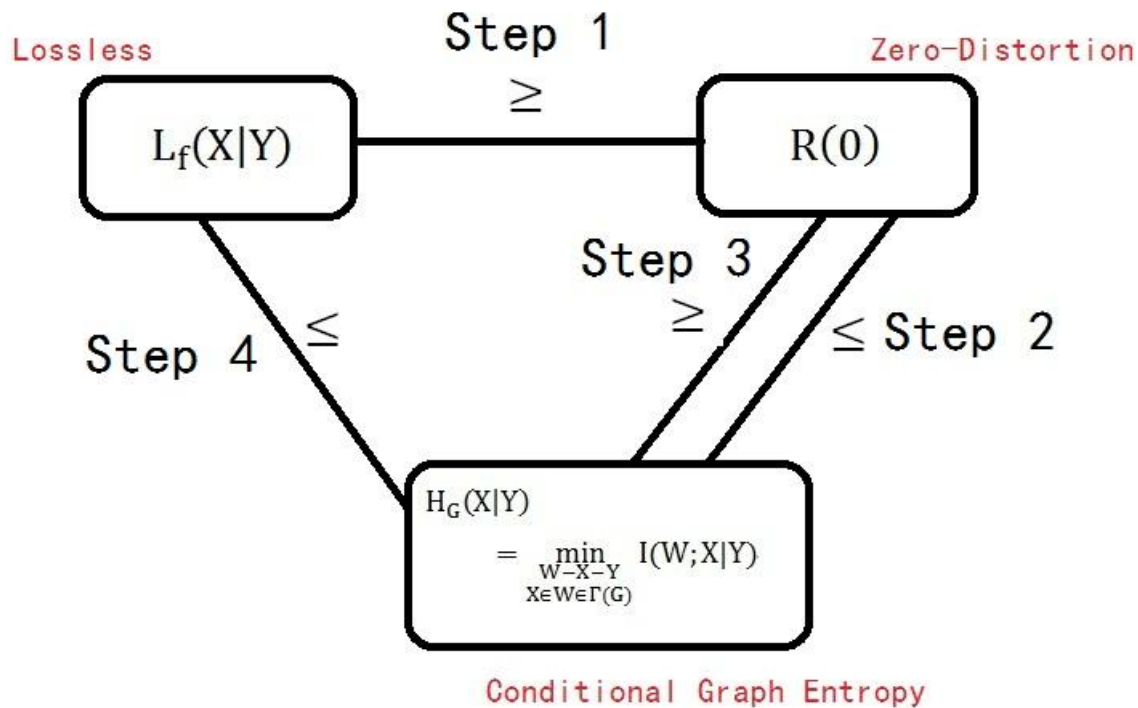 Step 1
Lossless
Zero-Distortion
≥
L_f(X|Y)
R(0)
Step 3
≥
≤ Step 2
≤
Step 4
H_G(X|Y)
= min I(W;X|Y)
W−X−Y
X∈W∈Γ(G)
Conditional Graph Entropy